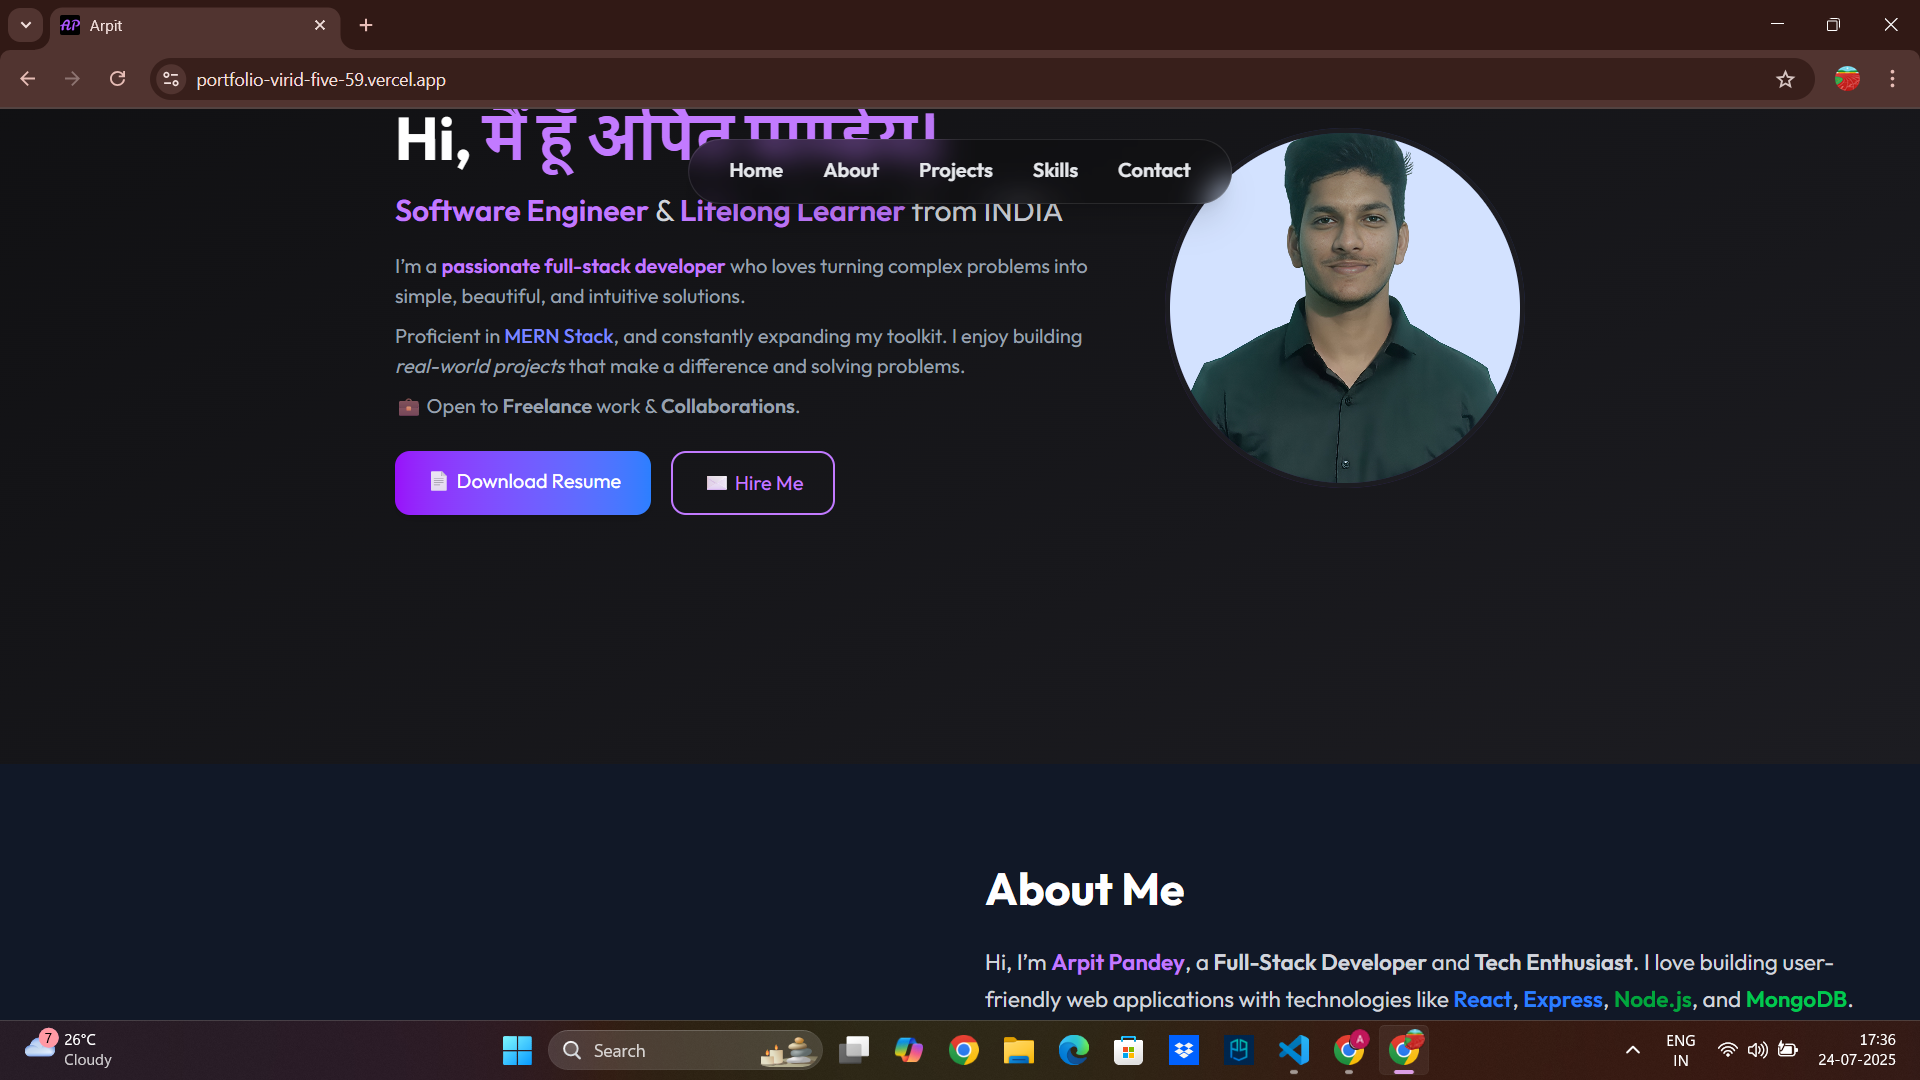 Arpit
portfolio-virid-five-59.vercel.app
Hi, मैं हूँ
Home About Projects Skills Contact
Software Engineer & Lifelong Learner from INDIA
I’m a passionate full-stack developer who loves turning complex problems into
simple, beautiful, and intuitive solutions.
Proficient in MERN Stack, and constantly expanding my toolkit. I enjoy building
real-world projects that make a difference and solving problems.
Open to Freelance work & Collaborations.
Download Resume
Hire Me
About Me
Hi, I’m Arpit Pandey, a Full-Stack Developer and Tech Enthusiast. I love building user-
friendly web applications with technologies like React, Express, Node.js, and MongoDB.
7
26°C
Cloudy
Search
A
ENG
IN
17:36
24-07-2025